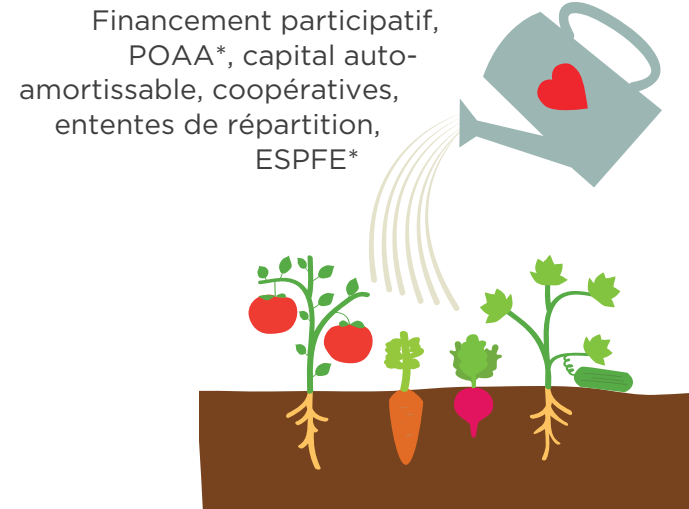 Financement participatif,
POAA*, capital auto-
amortissable, coopératives,
ententes de répartition,
ESPFE*